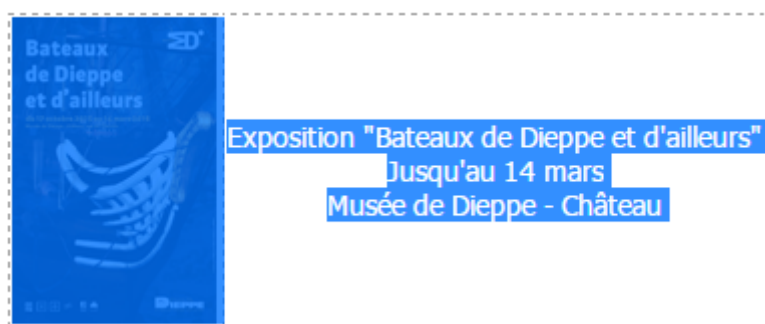 Bateaux
de Dieppe
et d'ailleurs
DIEPPE
Exposition "Bateaux de Dieppe et d'ailleurs"
Jusqu'au 14 mars
Musée de Dieppe - Château